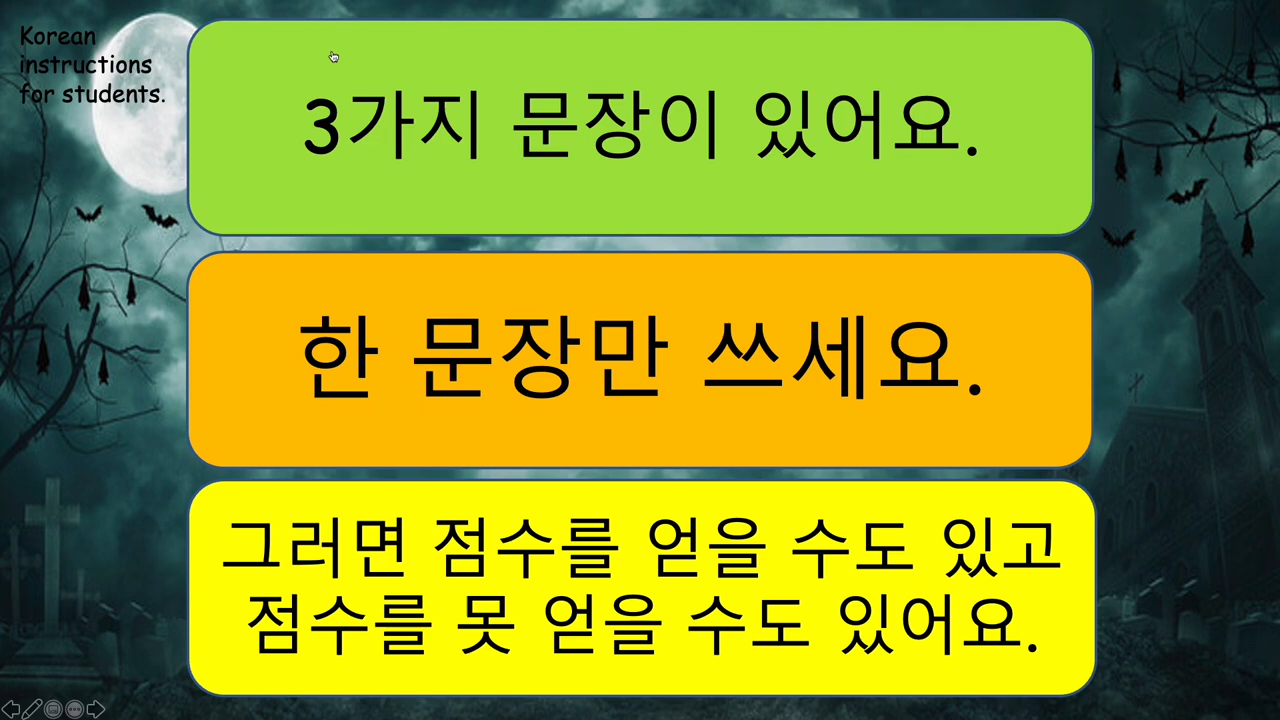 Korean
instructions
for students.
3가지 문장이 있어요.
한 문장만 쓰세요.
그러면 점수를 얻을 수도 있고
점수를 못 얻을 수도 있어요.